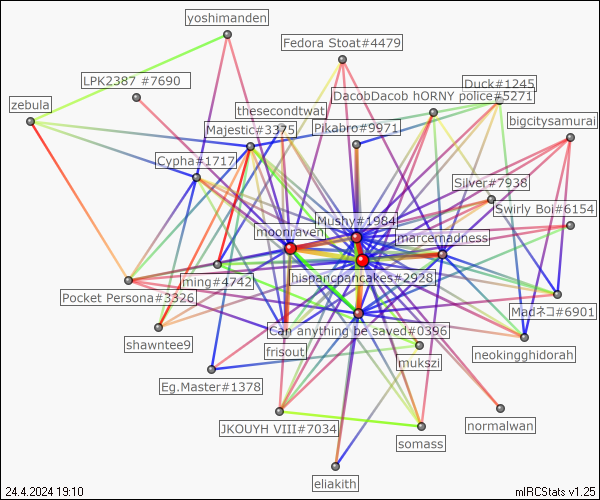 yoshimanden
Fedora Stoat#4479
LPK2387 #7690
Duck#1245
DacobDacob hORNY police#5271
zebula
thesecondtwat
bigcitysamurai
Majestic#3375
Pikabro#9971
Cypha#1717
Silver#7938
Swirly Boi#6154
Mushy#1984
moonraven
marcemadness
ming#4742
hispancpancakes#2928
Pocket Persona#3326
Madネコ#6901
Can anything be saved#0396
shawntee9
frisout
neokingghidorah
mukszi
Eg.Master#1378
JKOUYH VIII#7034
normalwan
somass
eliakith
24.4.2024 19:10
mIRCStats v1.25